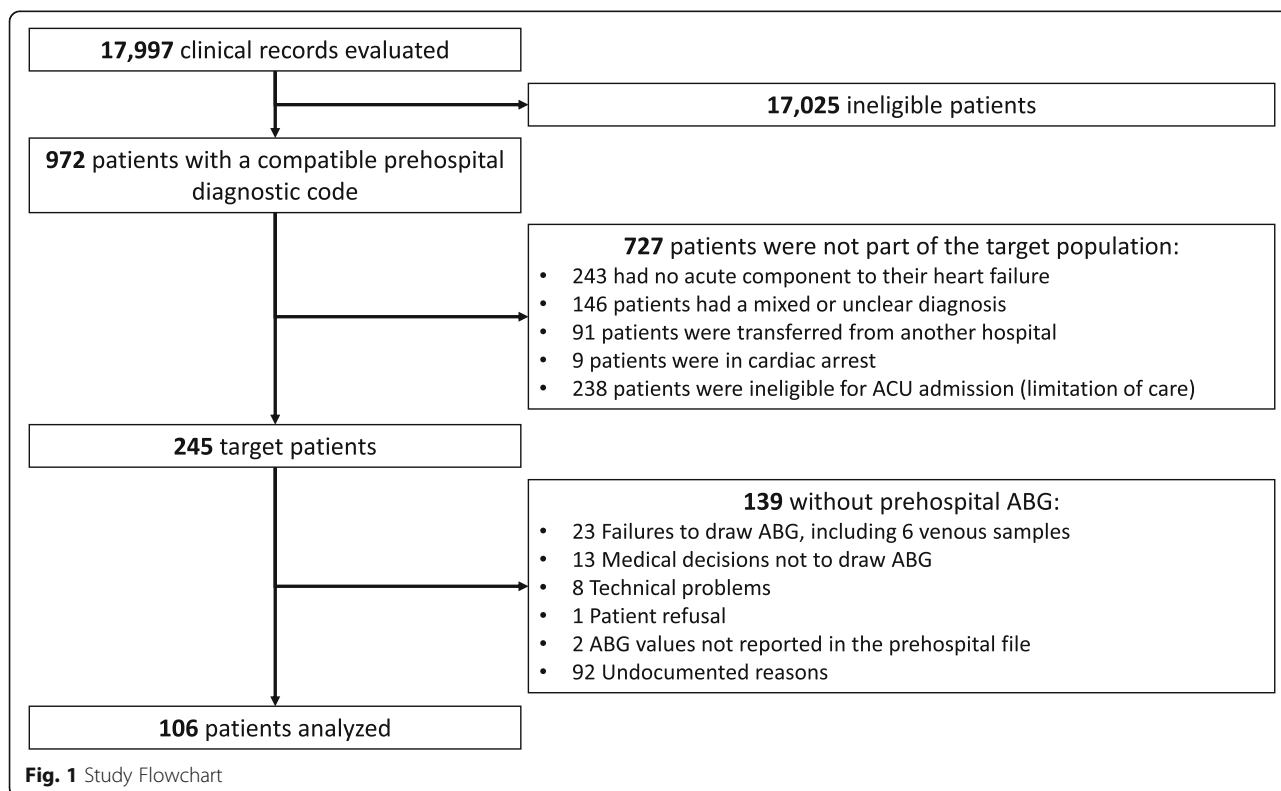 17,997 clinical records evaluated
17,025 ineligible patients
972 patients with a compatible prehospital
diagnostic code
727 patients were not part of the target population:
• 243 had no acute component to their heart failure
• 146 patients had a mixed or unclear diagnosis
• 91 patients were transferred from another hospital
• 9 patients were in cardiac arrest
• 238 patients were ineligible for ACU admission (limitation of care)
245 target patients
139 without prehospital ABG:
• 23 Failures to draw ABG, including 6 venous samples
• 13 Medical decisions not to draw ABG
• 8 Technical problems
• 1 Patient refusal
• 2 ABG values not reported in the prehospital file
• 92 Undocumented reasons
106 patients analyzed
Fig. 1 Study Flowchart